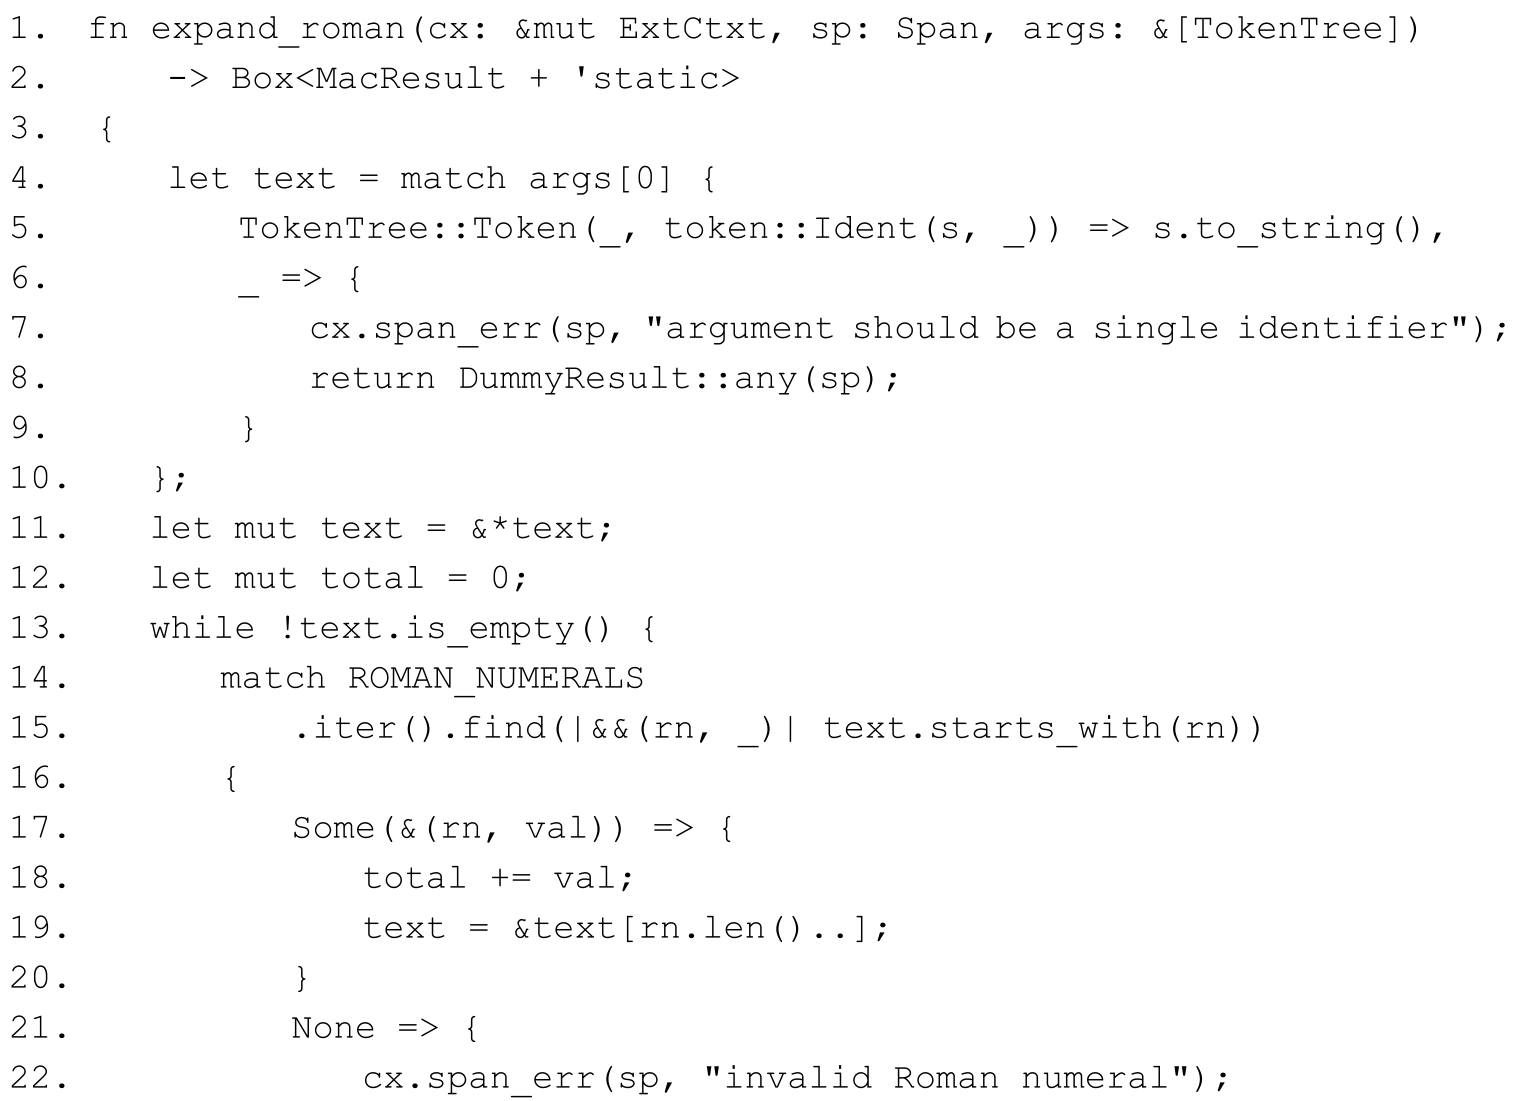 1. fn expand_roman(cx: &mut ExtCtxt, sp: Span, args: &[TokenTree])
2. -> Box<MacResult + 'static>
3. {
4. let text = match args[0] {
5. TokenTree::Token(_, token::Ident(s, _)) => s.to_string(),
6. _ => {
7. cx.span_err(sp, "argument should be a single identifier");
8. return DummyResult::any(sp);
9. }
10. };
11. let mut text = &*text;
12. let mut total = 0;
13. while !text.is_empty() {
14. match ROMAN_NUMERALS
15. .iter().find(|&&(rn, _)| text.starts_with(rn))
16. {
17. Some(&(rn, val)) => {
18. total += val;
19. text = &text[rn.len()..];
20. }
21. None => {
22. cx.span_err(sp, "invalid Roman numeral");